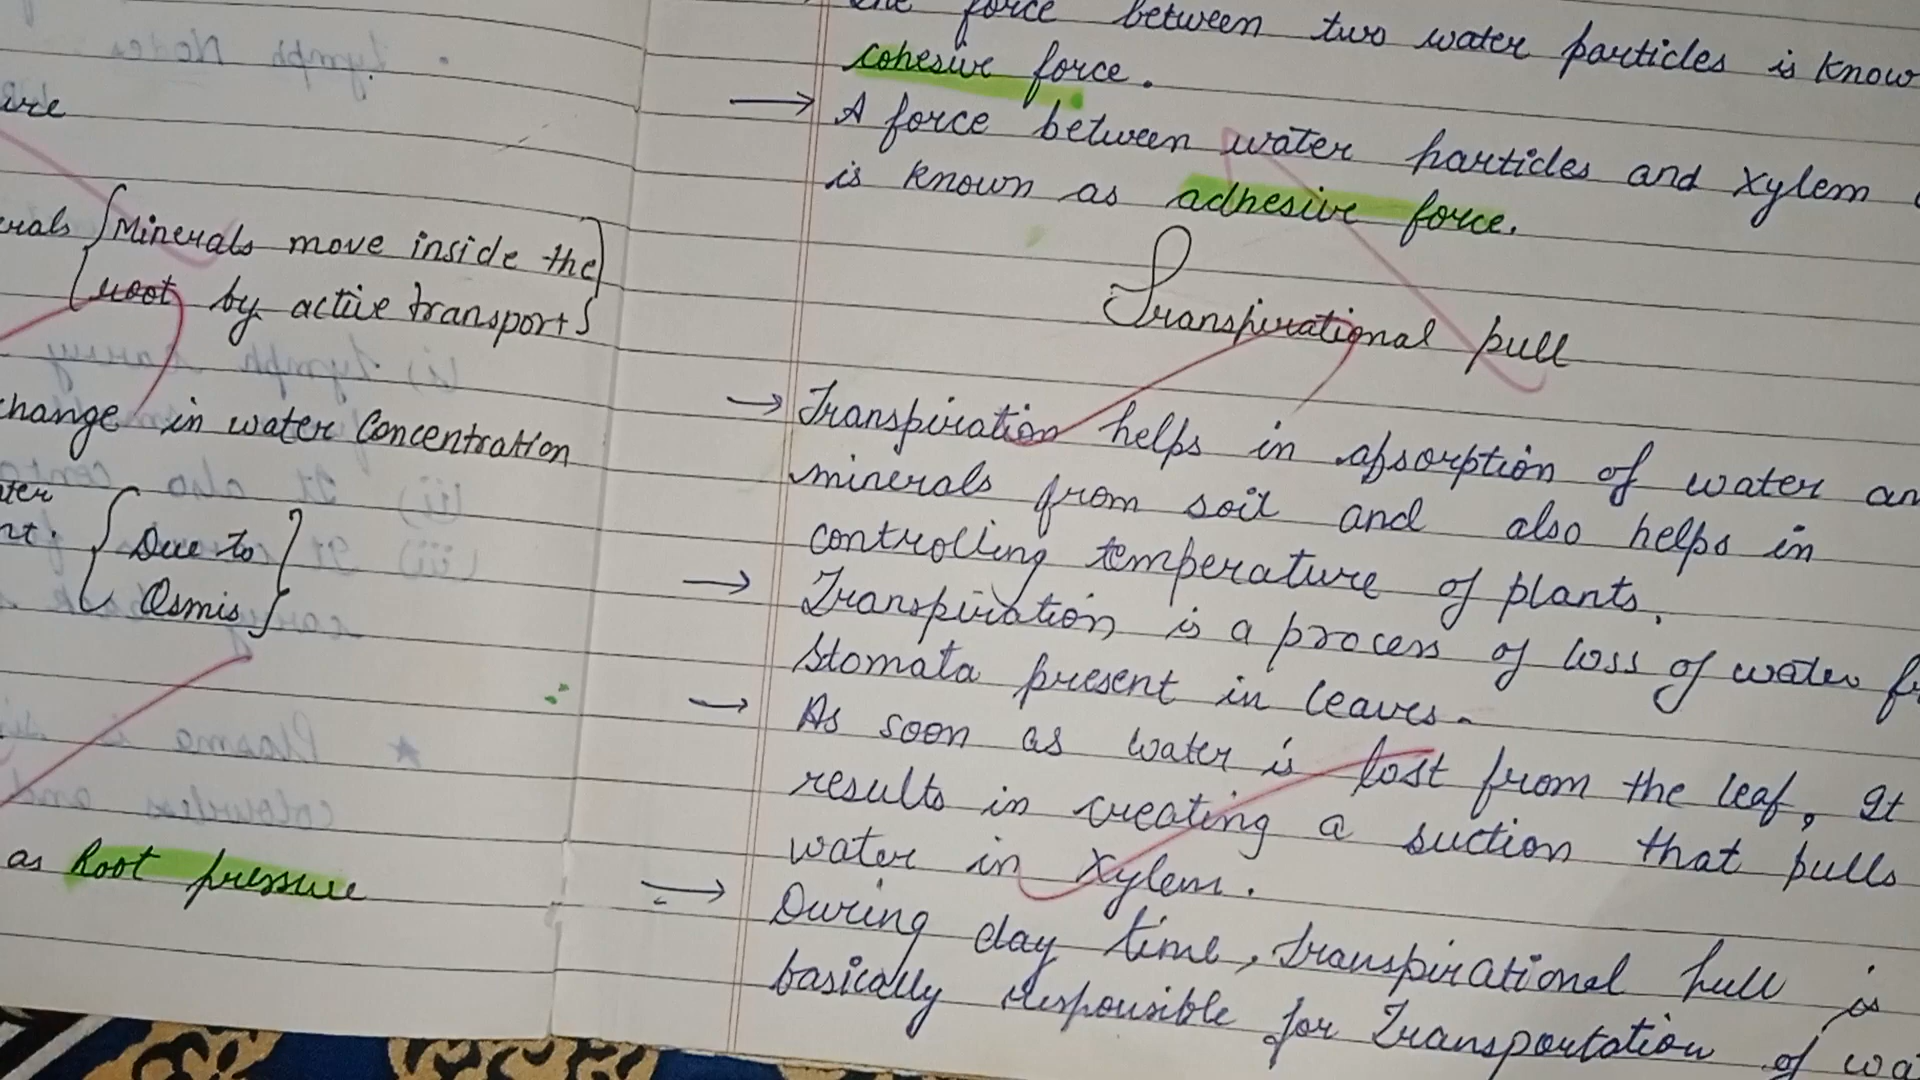 ure
erals {Minerals move inside the
root by active transport}
change in water Concentration
ater
nt. {Due to
Osmis}
as Root pressure
the force between two water particles is know
cohesive force.
→ A force between water particles and xylem
is known as adhesive force.
Transpirational pull
→ Transpiration helps in absorption of water an
minerals from soil and also helps in
controlling temperature of plants.
→ Transpiration is a process of loss of water f
stomata present in leaves.
→ As soon as water is lost from the leaf, It
results in creating a suction that pulls
water in Xylem.
→ During day time, transpirational pull is
basically responsible for Transportation of wa